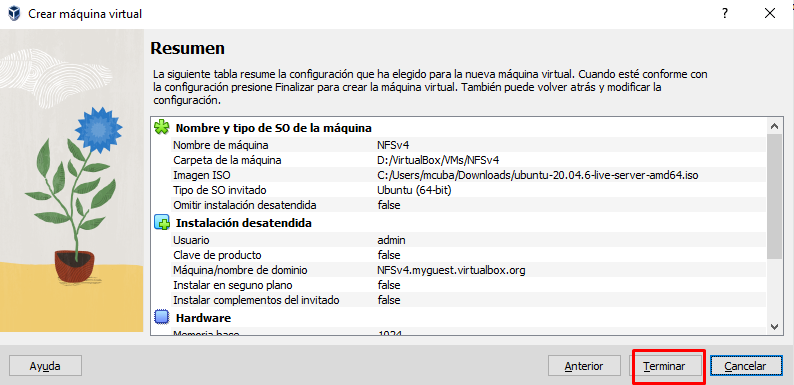 Crear máquina virtual
Resumen
La siguiente tabla resume la configuración que ha elegido para la nueva máquina virtual. Cuando esté conforme con
la configuración presione Finalizar para crear la máquina virtual. También puede volver atrás y modificar la
configuración.
Nombre y tipo de SO de la máquina
Nombre de máquina NFSv4
Carpeta de la máquina D:/VirtualBox/VMs/NFSv4
Imagen ISO C:/Users/mcuba/Downloads/ubuntu-20.04.6-live-server-amd64.iso
Tipo de SO invitado Ubuntu (64-bit)
Omitir instalación desatendida false
Instalación desatendida
Usuario admin
Clave de producto false
Máquina/nombre de dominio NFSv4.myguest.virtualbox.org
Instalar en seguno plano false
Instalar complementos del invitado false
Hardware
Memoria base 1024
Ayuda Anterior Terminar Cancelar